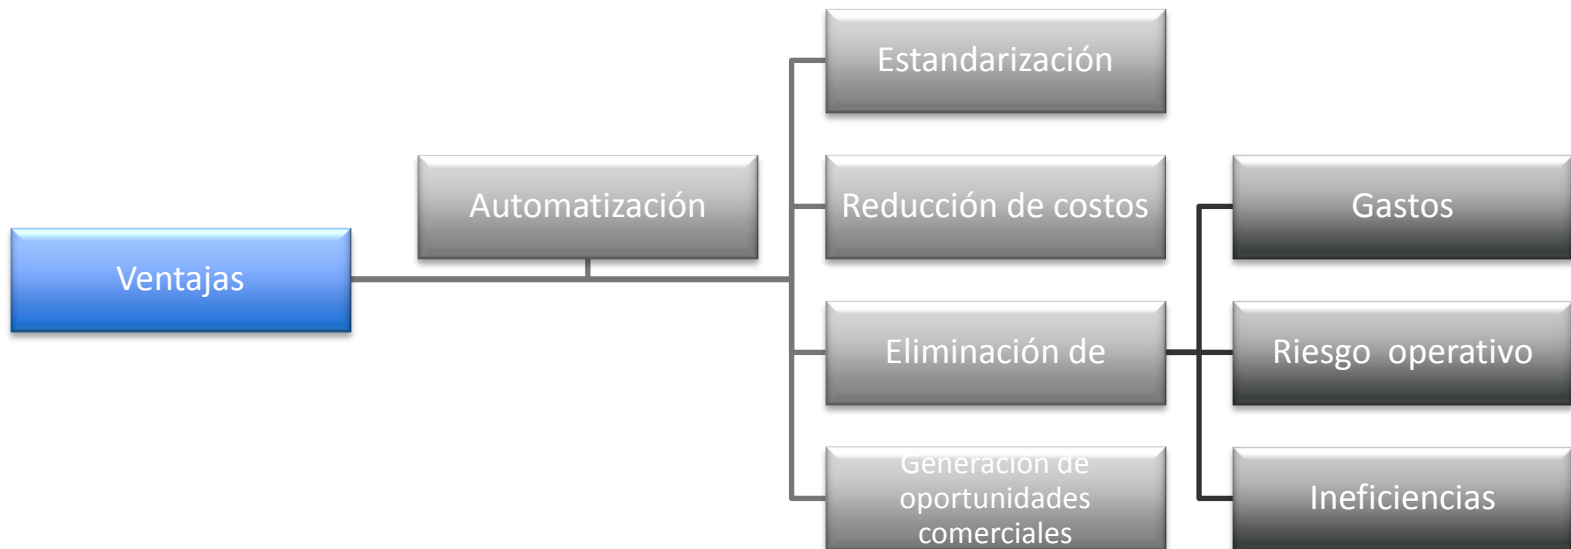 Ventajas
Automatización
Estandarización
Reducción de costos
Eliminación de
Generación de
oportunidades
comerciales
Gastos
Riesgo  operativo
Ineficiencias